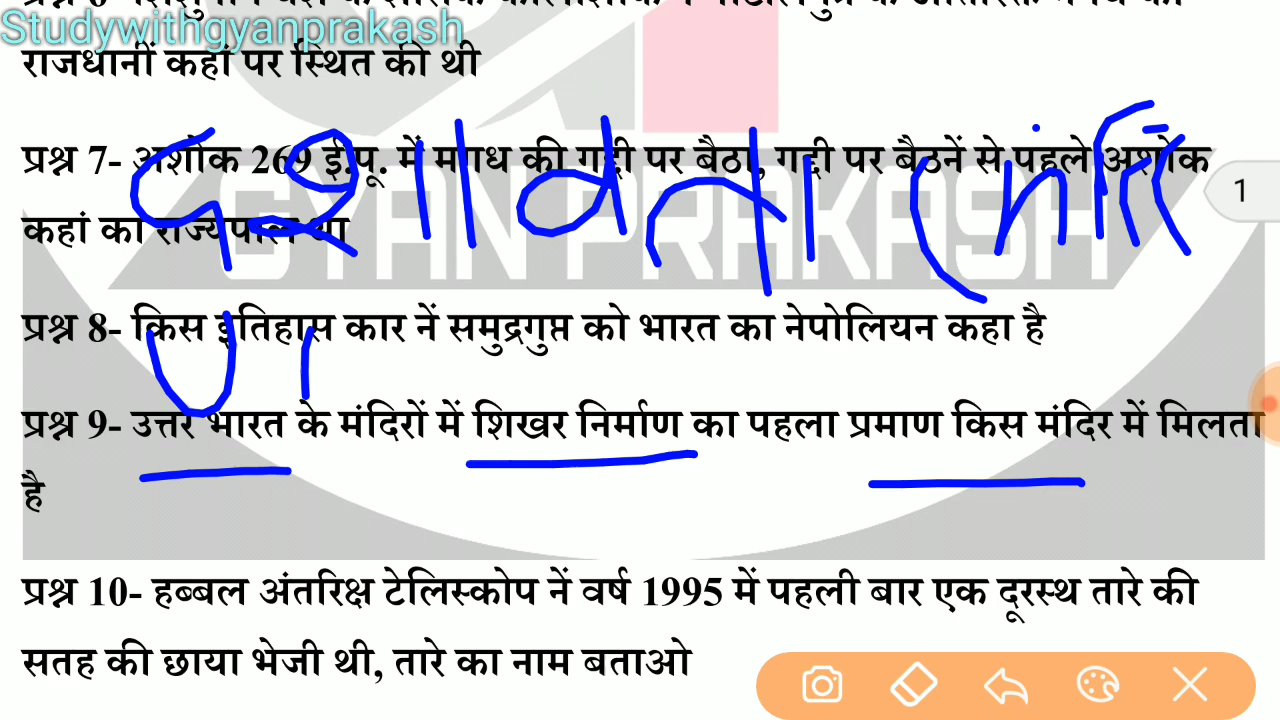 Studywithgyanprakash
राजधानीं कहां पर स्थित की थी
प्रश्न 7- अशोक 269 ई.पू. में मगध की गद्दी पर बैठा, गद्दी पर बैठनें से पहले अशोक
कहां का राज्यपाल था
GYAN PRAKASH
1
प्रश्न 8- किस इतिहास कार नें समुद्रगुप्त को भारत का नेपोलियन कहा है
प्रश्न 9- उत्तर भारत के मंदिरों में शिखर निर्माण का पहला प्रमाण किस मंदिर में मिलता
है
प्रश्न 10- हब्बल अंतरिक्ष टेलिस्कोप नें वर्ष 1995 में पहली बार एक दूरस्थ तारे की
सतह की छाया भेजी थी, तारे का नाम बताओ